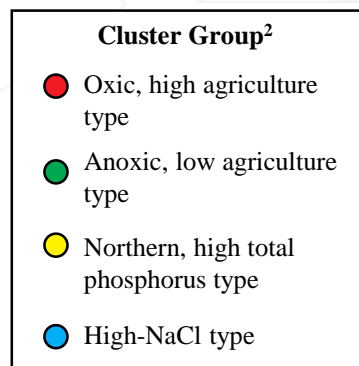 Cluster Group²
Oxic, high agriculture
type
Anoxic, low agriculture
type
Northern, high total
phosphorus type
High-NaCl type